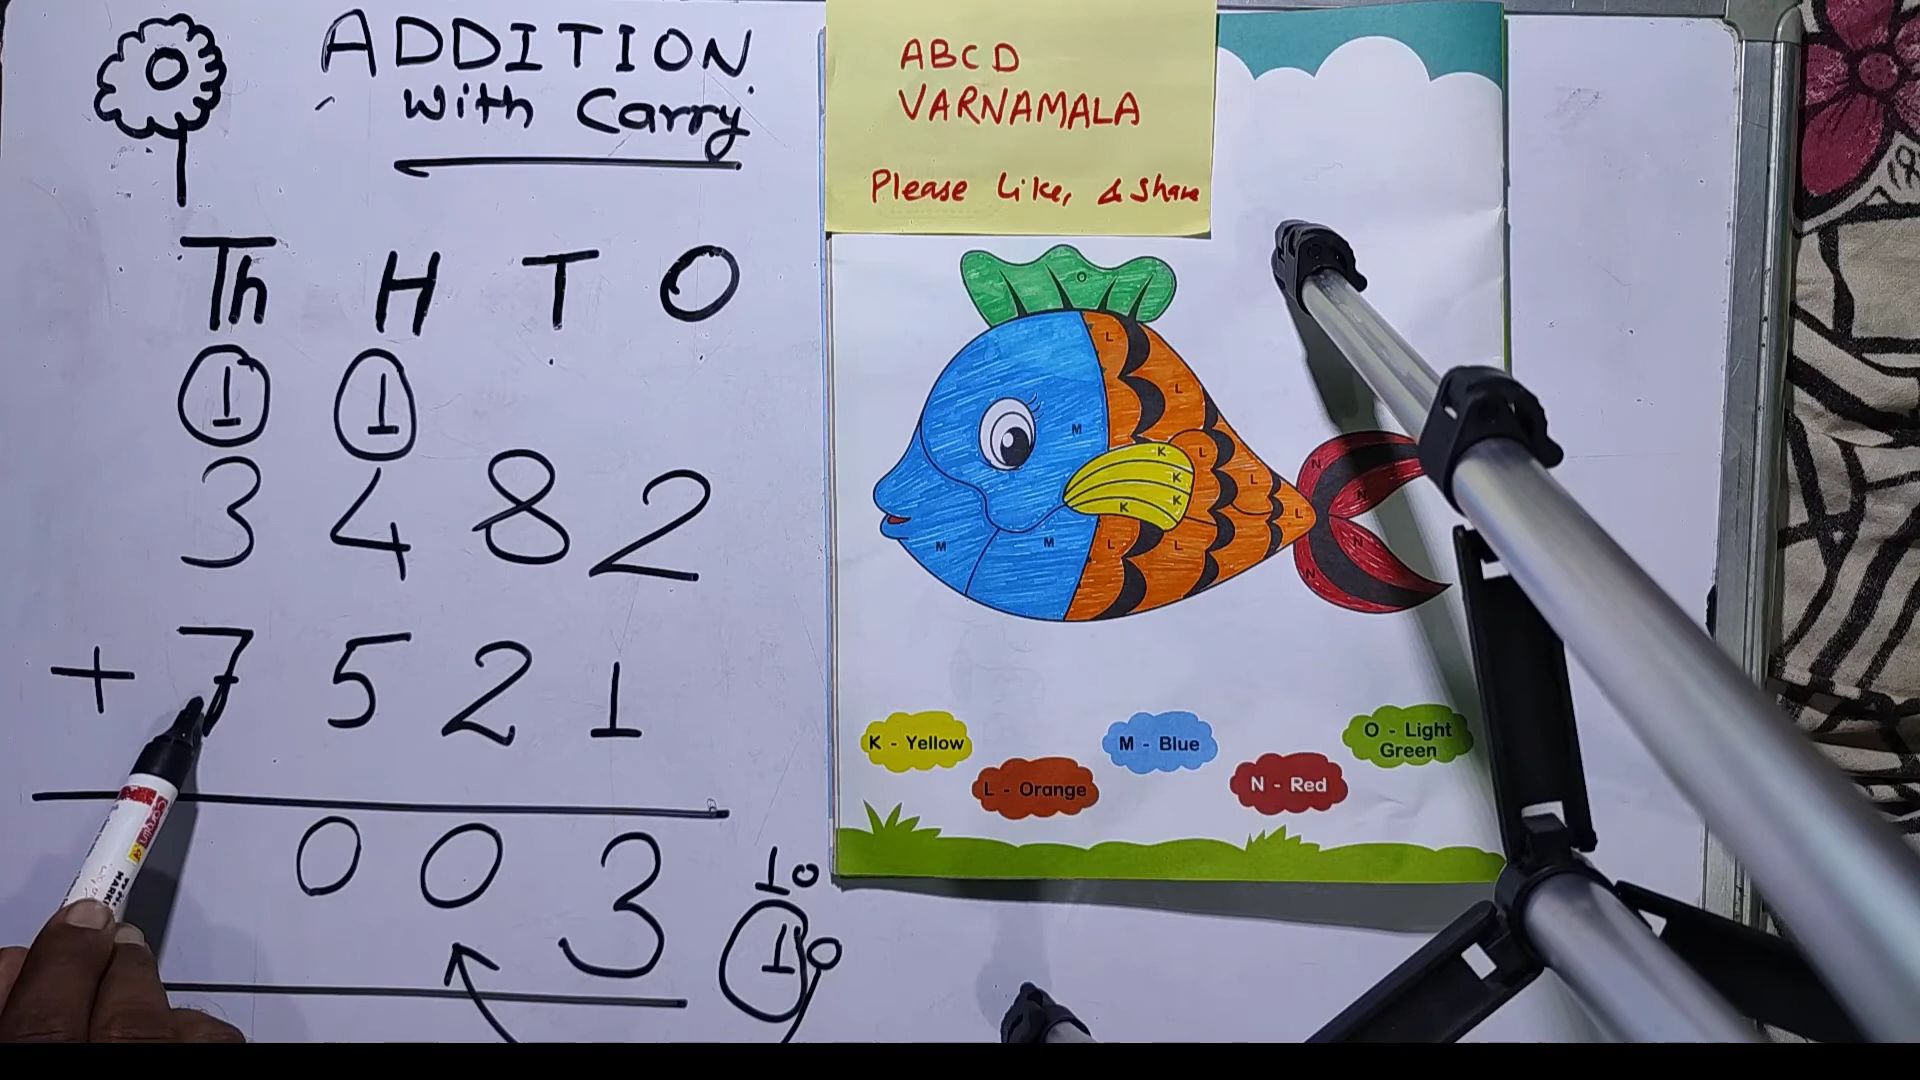 ADDITION
With Carry
Th H T O
1 1
3 4 8 2
+ 7 5 2 1
0 0 3
10
10
ABCD
VARNAMALA
Please Like, & Share
O
L
L
M
K
L
K
L
K
K
L
M
M
L
L
N
N
N
N
K - Yellow
L - Orange
M - Blue
N - Red
O - Light
Green